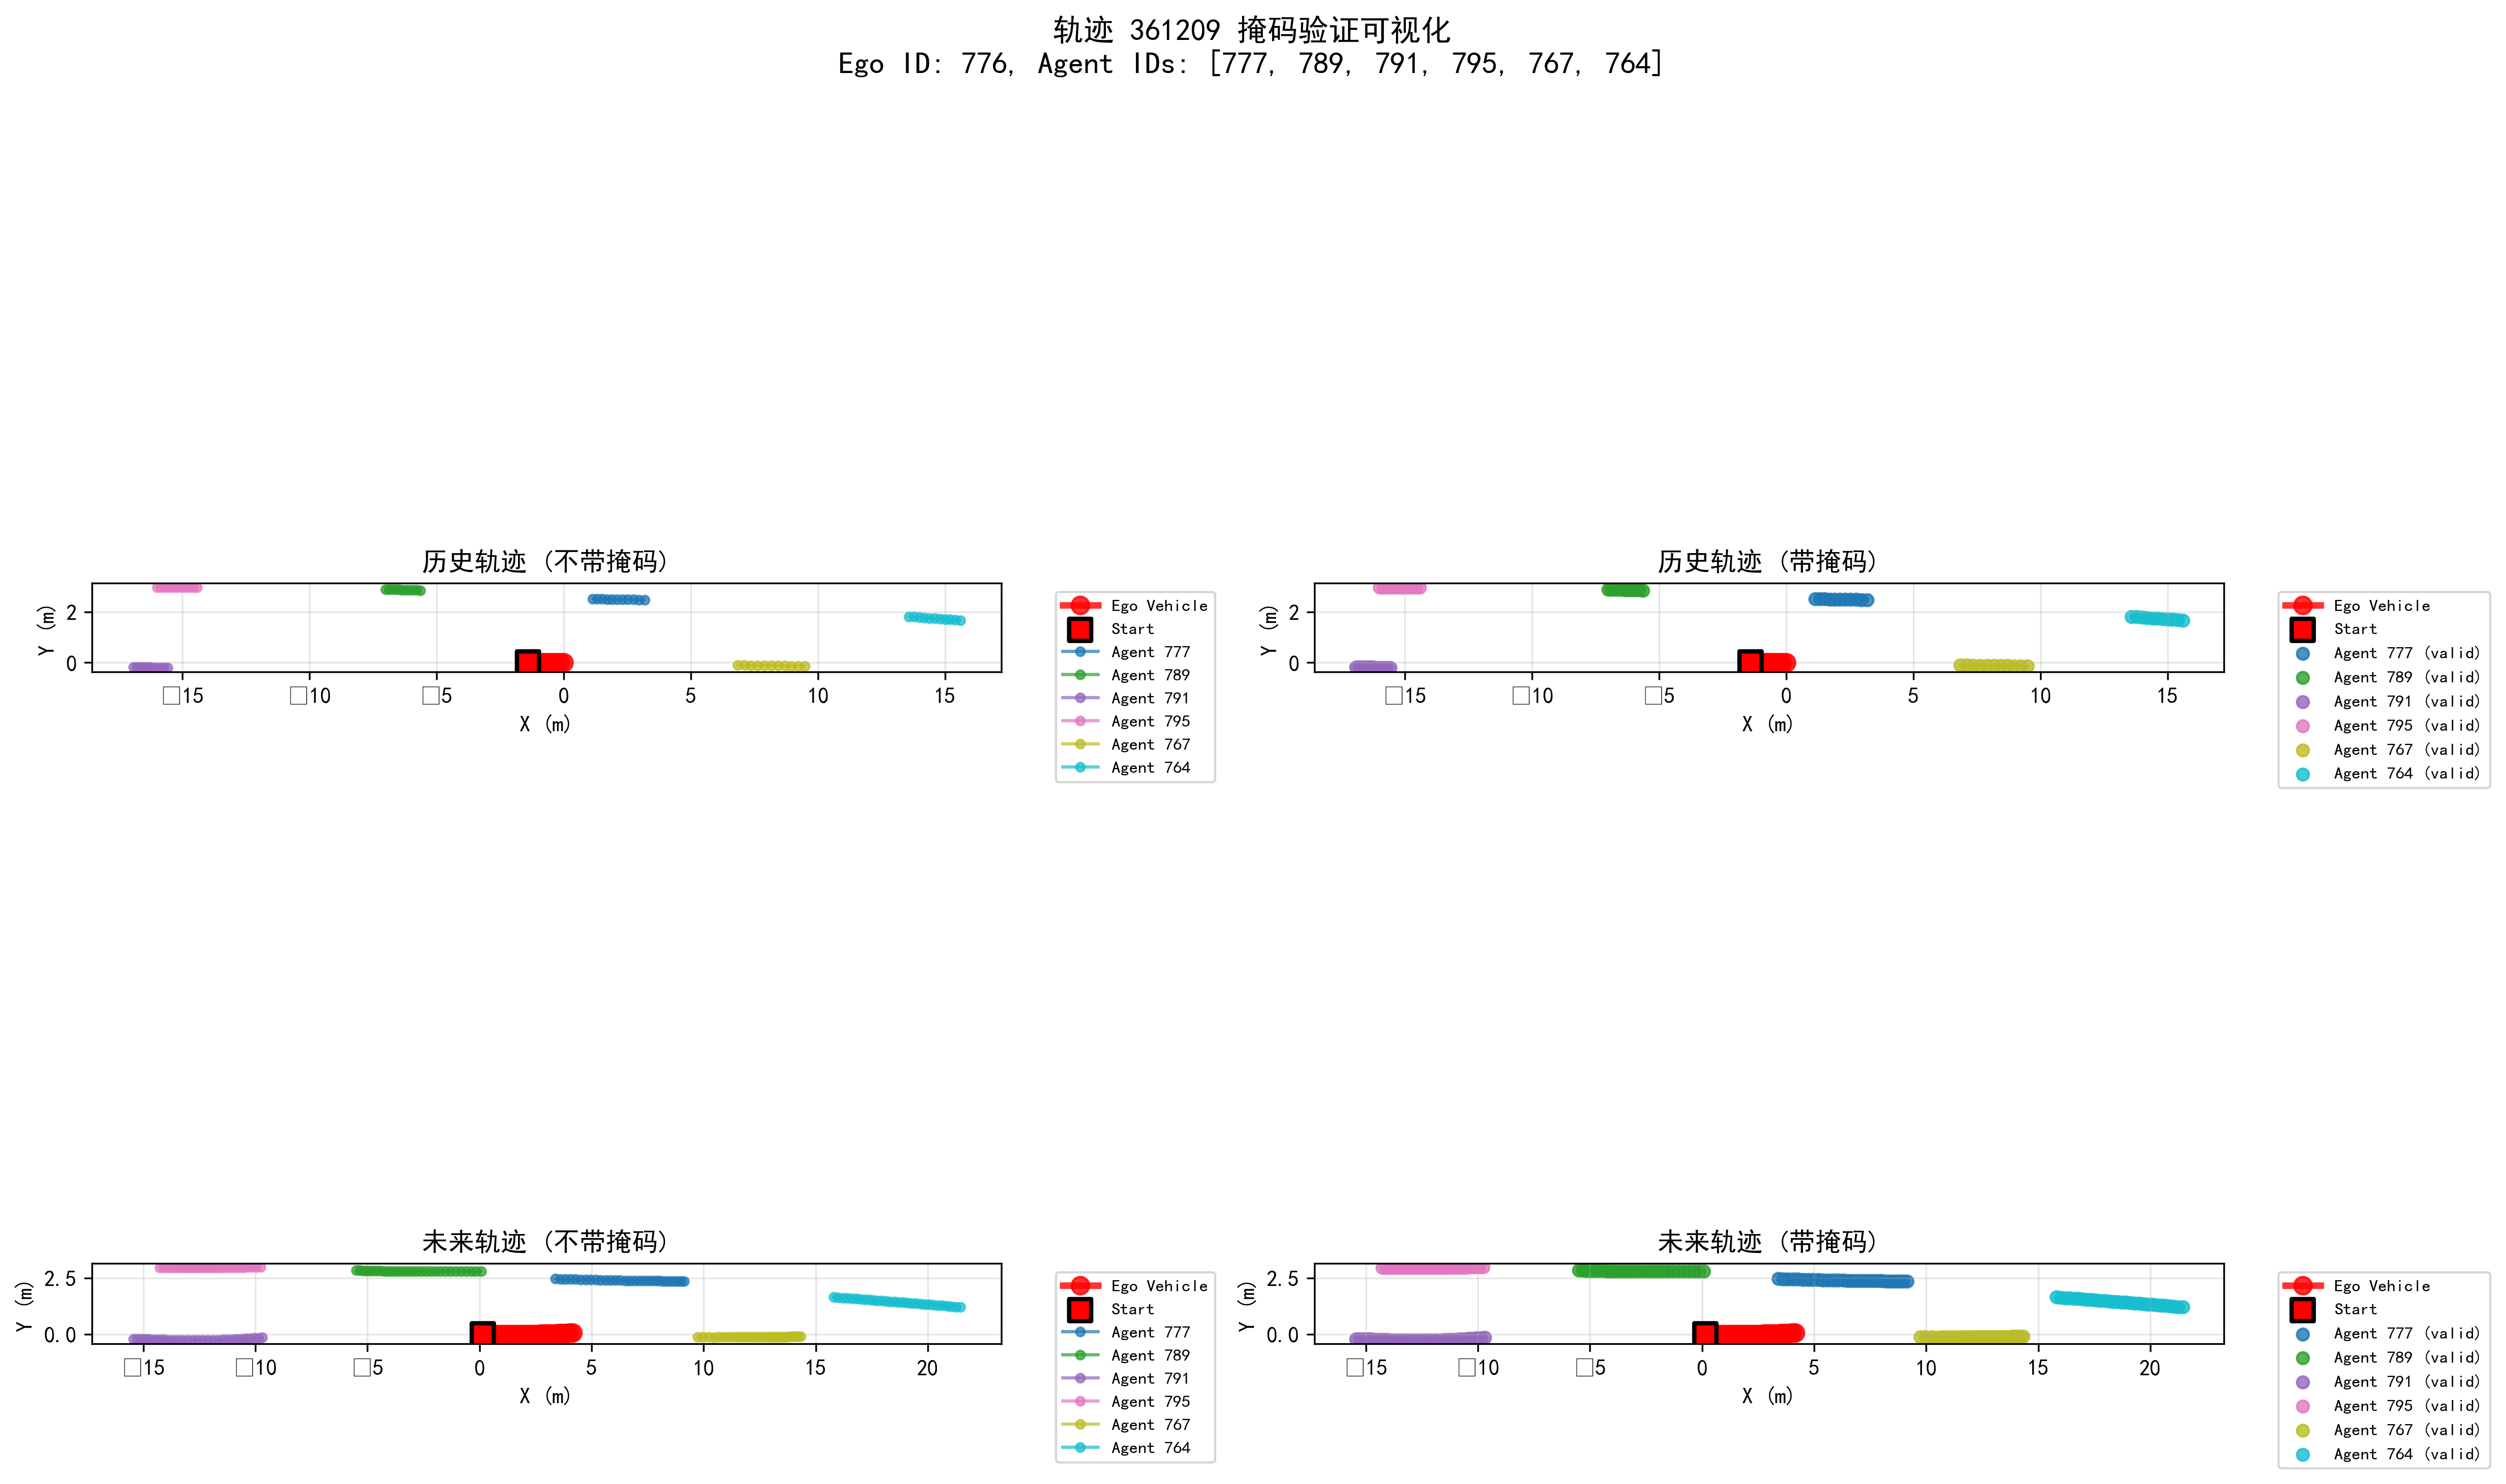 轨迹 361209 掩码验证可视化
Ego ID: 776, Agent IDs: [777, 789, 791, 795, 767, 764]
历史轨迹 (不带掩码)
Y (m)
2
0
□15 □10 □5 0 5 10 15
X (m)
Ego Vehicle
Start
Agent 777
Agent 789
Agent 791
Agent 795
Agent 767
Agent 764
历史轨迹 (带掩码)
Y (m)
2
0
□15 □10 □5 0 5 10 15
X (m)
Ego Vehicle
Start
Agent 777 (valid)
Agent 789 (valid)
Agent 791 (valid)
Agent 795 (valid)
Agent 767 (valid)
Agent 764 (valid)
未来轨迹 (不带掩码)
Y (m)
2.5
0.0
□15 □10 □5 0 5 10 15 20
X (m)
Ego Vehicle
Start
Agent 777
Agent 789
Agent 791
Agent 795
Agent 767
Agent 764
未来轨迹 (带掩码)
Y (m)
2.5
0.0
□15 □10 □5 0 5 10 15 20
X (m)
Ego Vehicle
Start
Agent 777 (valid)
Agent 789 (valid)
Agent 791 (valid)
Agent 795 (valid)
Agent 767 (valid)
Agent 764 (valid)